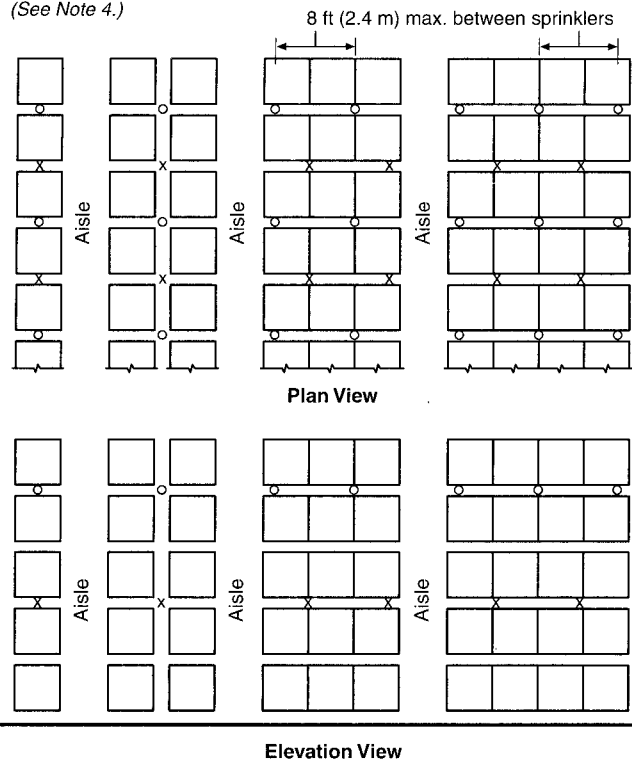 (See Note 4.)
8 ft (2.4 m) max. between sprinklers
Aisle
Aisle
Aisle
Plan View
Aisle
Aisle
Aisle
Elevation View